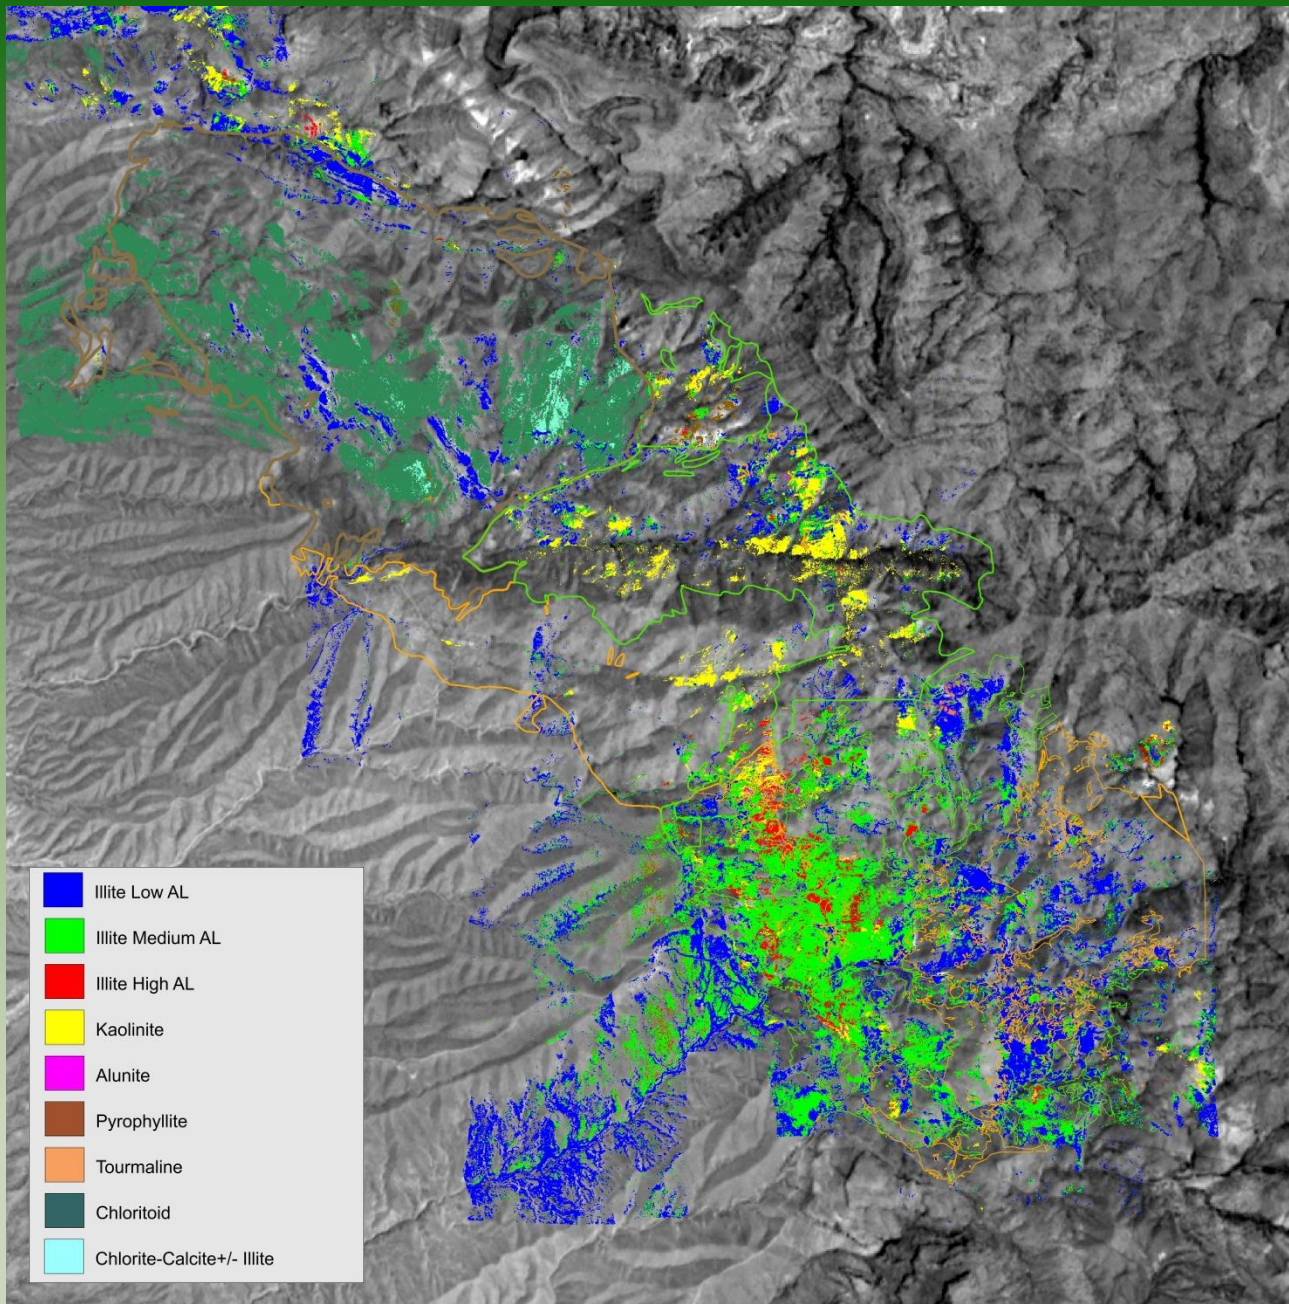 Illite Low AL
Illite Medium AL
Illite High AL
Kaolinite
Alunite
Pyrophyllite
Tourmaline
Chloritoid
Chlorite-Calcite+/- Illite